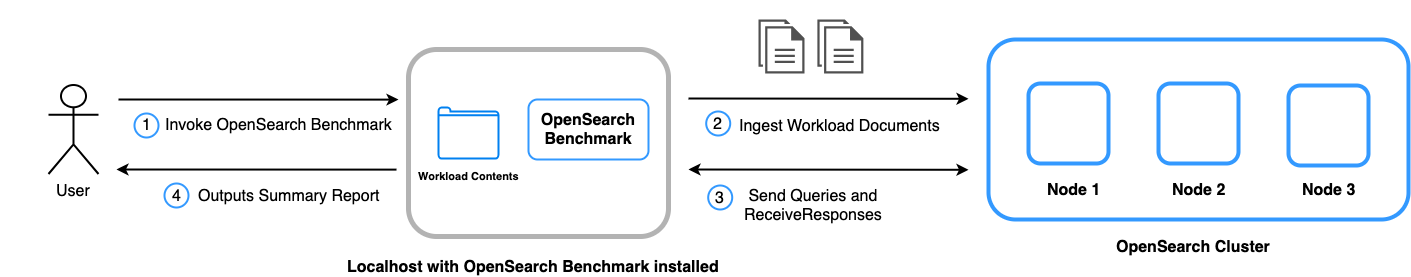 1 Invoke OpenSearch Benchmark
User
4 Outputs Summary Report
Workload Contents
OpenSearch
Benchmark
Localhost with OpenSearch Benchmark installed
2 Ingest Workload Documents
3 Send Queries and
ReceiveResponses
Node 1
Node 2
Node 3
OpenSearch Cluster